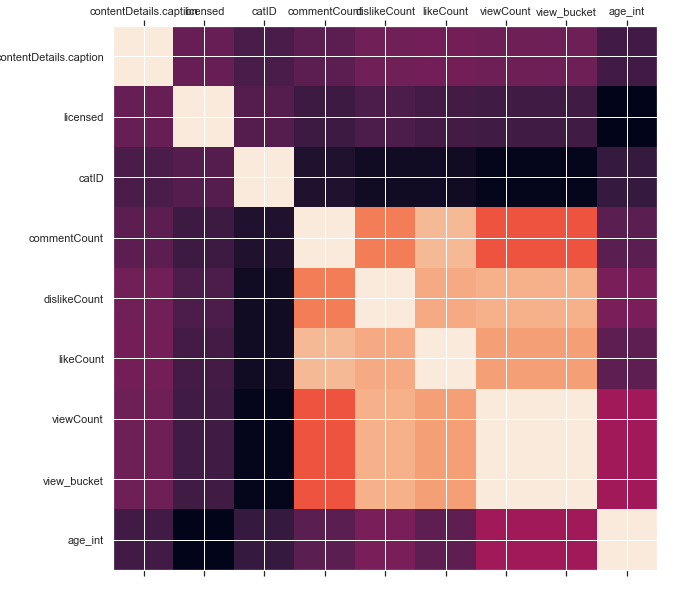 contentDetails.caption licensed catID commentCount dislikeCount likeCount viewCount view_bucket age_int
contentDetails.caption
licensed
catID
commentCount
dislikeCount
likeCount
viewCount
view_bucket
age_int